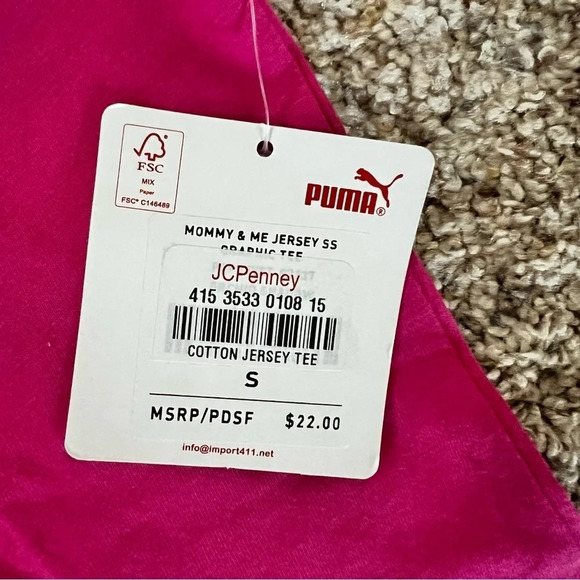 FSC
MIX
Paper
FSC® C146489
PUMA®
MOMMY & ME JERSEY SS
GRAPHIC TEE
JCPenney
415 3533 0108 15
COTTON JERSEY TEE
S
MSRP/PDSF $22.00
info@import411.net